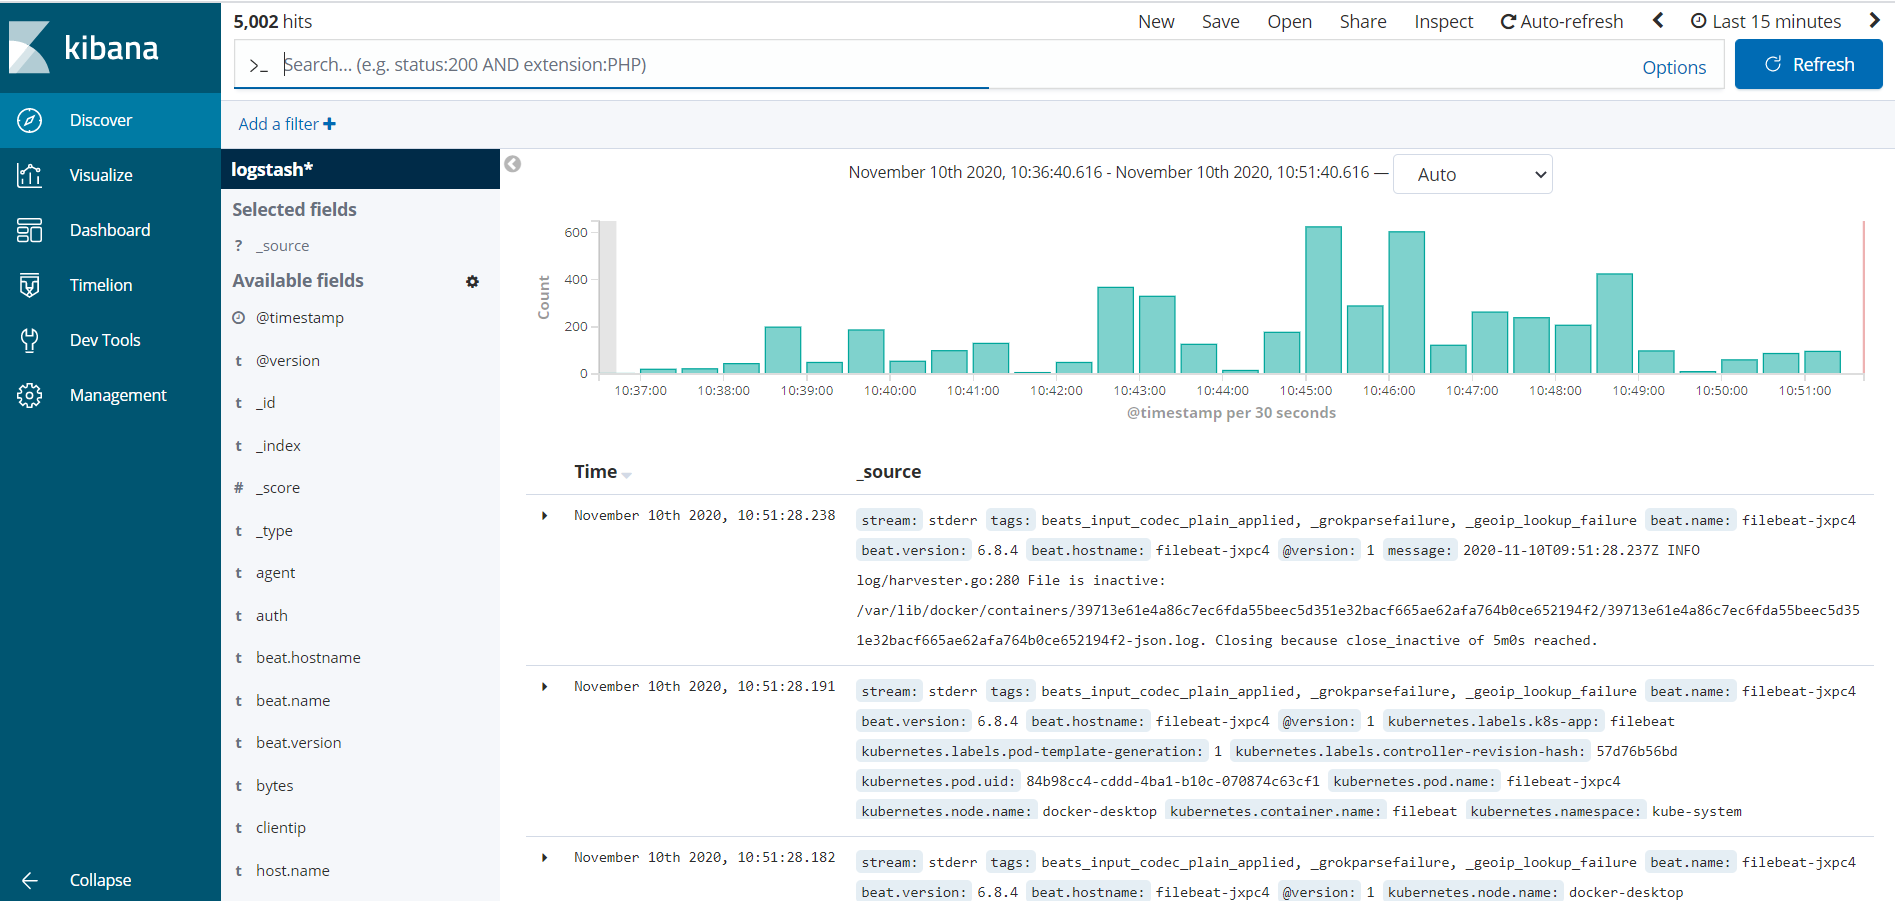 kibana
Discover
Visualize
Dashboard
Timelion
Dev Tools
Management
Collapse
5,002 hits
New Save Open Share Inspect Auto-refresh Last 15 minutes
>_ Search... (e.g. status:200 AND extension:PHP) Options Refresh
Add a filter +
logstash*
Selected fields
? _source
Available fields
@timestamp
t @version
t _id
t _index
# _score
t _type
t agent
t auth
t beat.hostname
t beat.name
t beat.version
t bytes
t clientip
t host.name
November 10th 2020, 10:36:40.616 - November 10th 2020, 10:51:40.616 — Auto
Count
600
400
200
0
10:37:00 10:38:00 10:39:00 10:40:00 10:41:00 10:42:00 10:43:00 10:44:00 10:45:00 10:46:00 10:47:00 10:48:00 10:49:00 10:50:00 10:51:00
@timestamp per 30 seconds
Time _source
November 10th 2020, 10:51:28.238 stream: stderr tags: beats_input_codec_plain_applied, _grokparsefailure, _geoip_lookup_failure beat.name: filebeat-jxpc4
beat.version: 6.8.4 beat.hostname: filebeat-jxpc4 @version: 1 message: 2020-11-10T09:51:28.237Z INFO
log/harvester.go:280 File is inactive:
/var/lib/docker/containers/39713e61e4a86c7ec6fda55beec5d351e32bacf665ae62afa764b0ce652194f2/39713e61e4a86c7ec6fda55beec5d35
1e32bacf665ae62afa764b0ce652194f2-json.log. Closing because close_inactive of 5m0s reached.
November 10th 2020, 10:51:28.191 stream: stderr tags: beats_input_codec_plain_applied, _grokparsefailure, _geoip_lookup_failure beat.name: filebeat-jxpc4
beat.version: 6.8.4 beat.hostname: filebeat-jxpc4 @version: 1 kubernetes.labels.k8s-app: filebeat
kubernetes.labels.pod-template-generation: 1 kubernetes.labels.controller-revision-hash: 57d76b56bd
kubernetes.pod.uid: 84b98cc4-cddd-4ba1-b10c-070874c63cf1 kubernetes.pod.name: filebeat-jxpc4
kubernetes.node.name: docker-desktop kubernetes.container.name: filebeat kubernetes.namespace: kube-system
November 10th 2020, 10:51:28.182 stream: stderr tags: beats_input_codec_plain_applied, _grokparsefailure, _geoip_lookup_failure beat.name: filebeat-jxpc4
beat.version: 6.8.4 beat.hostname: filebeat-jxpc4 @version: 1 kubernetes.node.name: docker-desktop